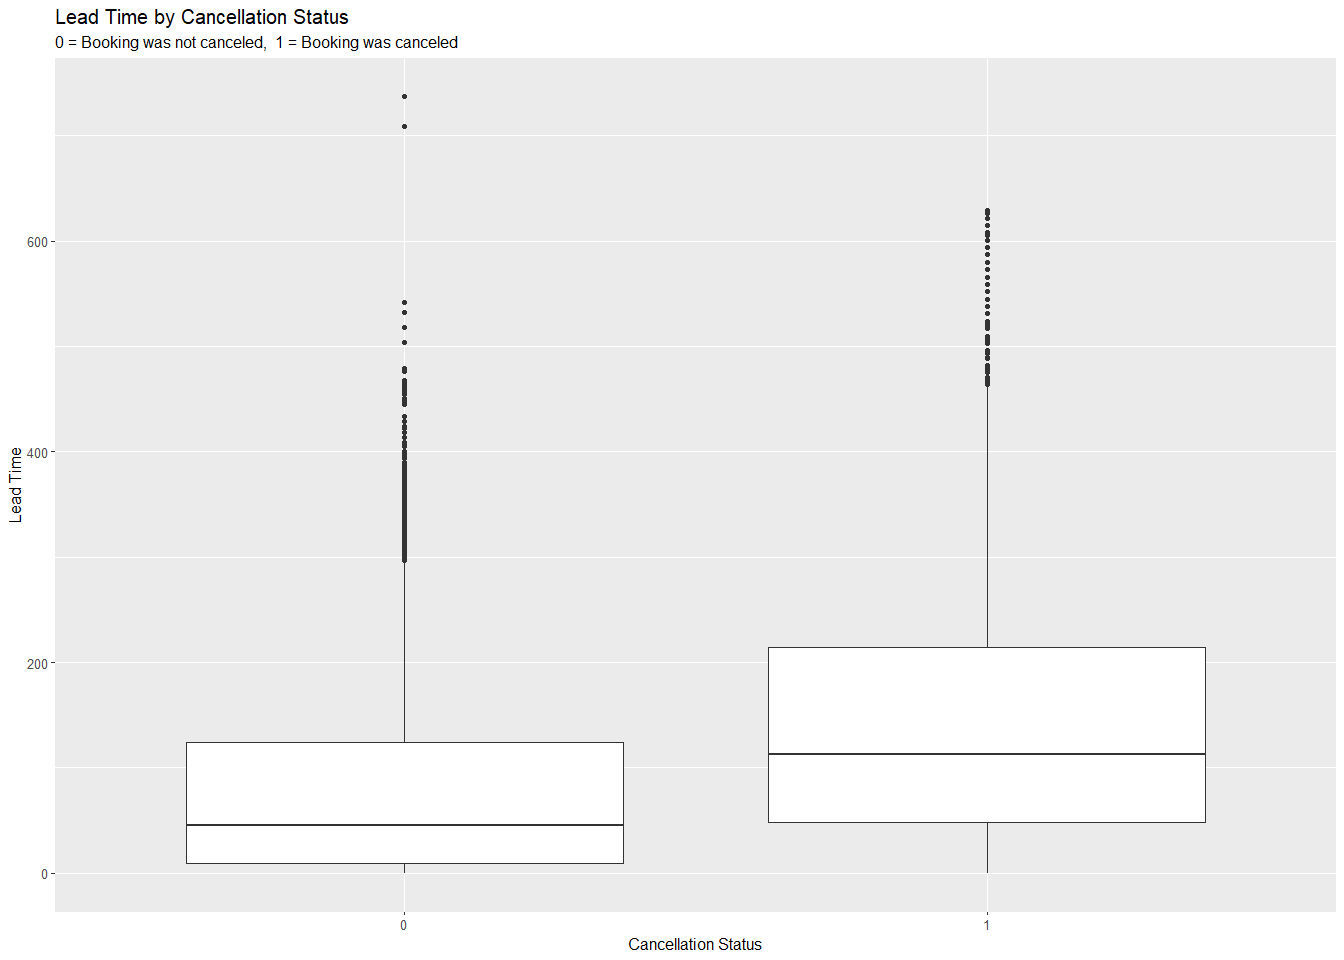 Lead Time by Cancellation Status
0 = Booking was not canceled,  1 = Booking was canceled
600
400
200
0
Lead Time
0
1
Cancellation Status